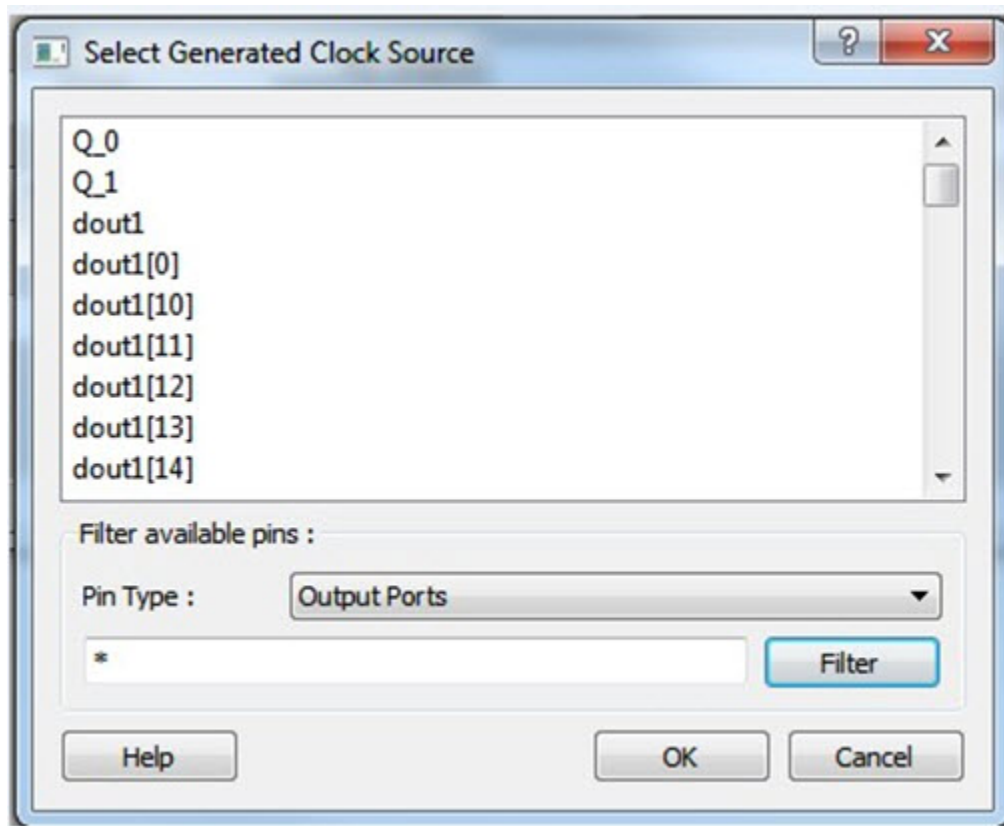 Select Generated Clock Source
Q_0
Q_1
dout1
dout1[0]
dout1[10]
dout1[11]
dout1[12]
dout1[13]
dout1[14]
Filter available pins :
Pin Type : Output Ports
* Filter
Help OK Cancel